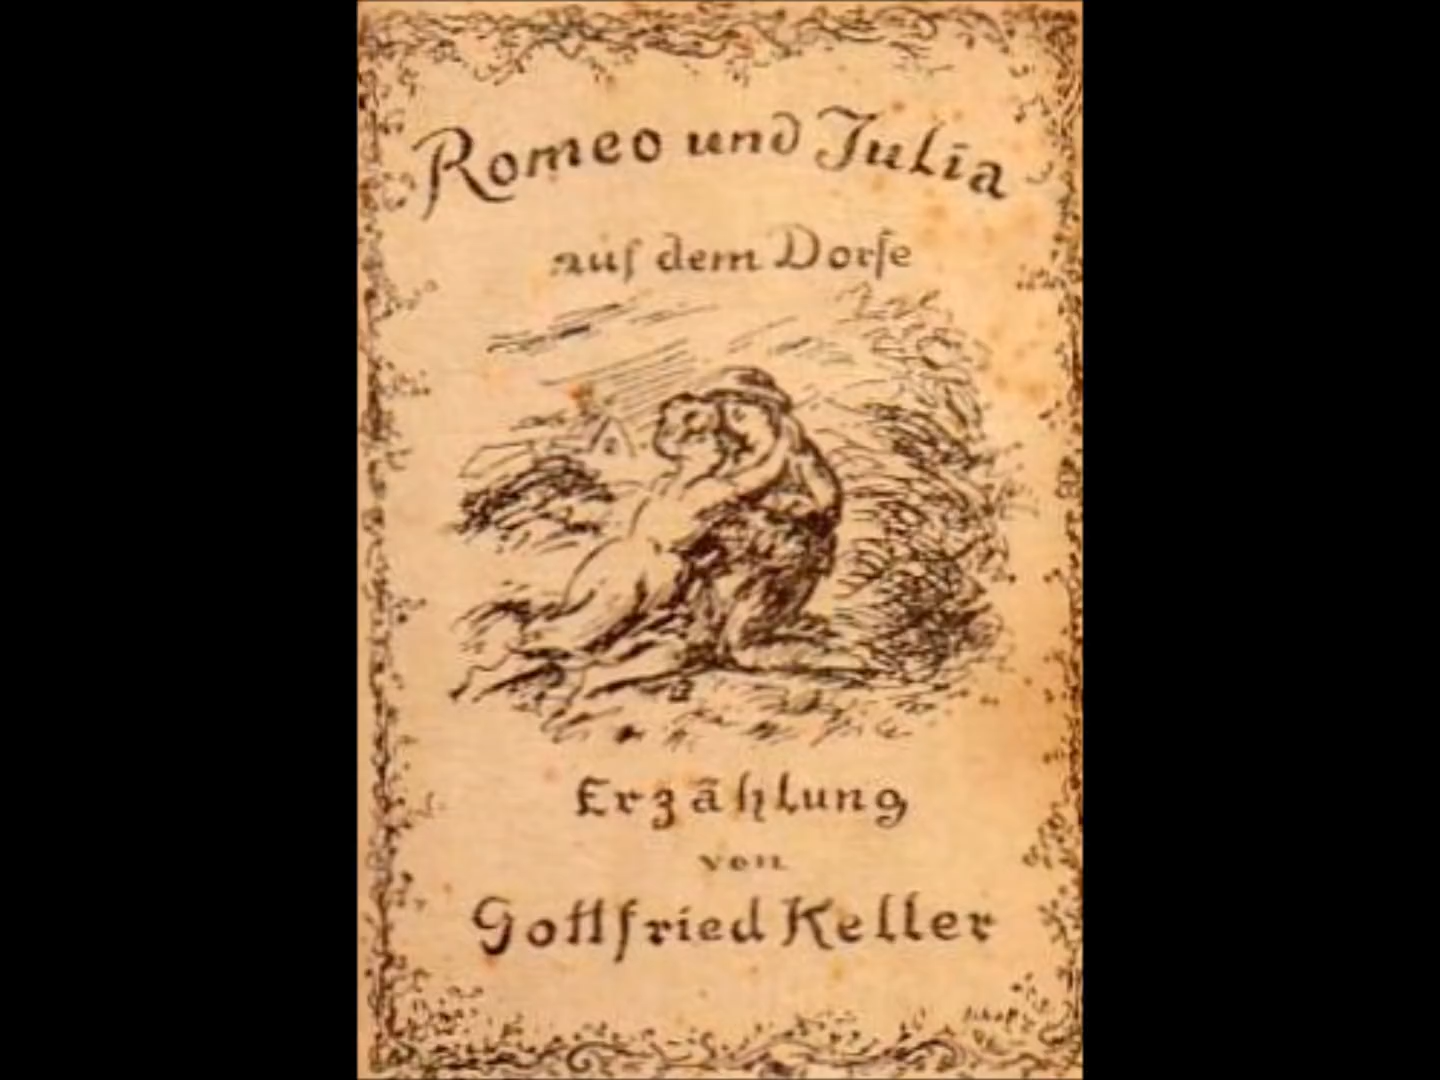 Romeo und Julia
auf dem Dorfe
Erzählung
von
Gottfried Keller